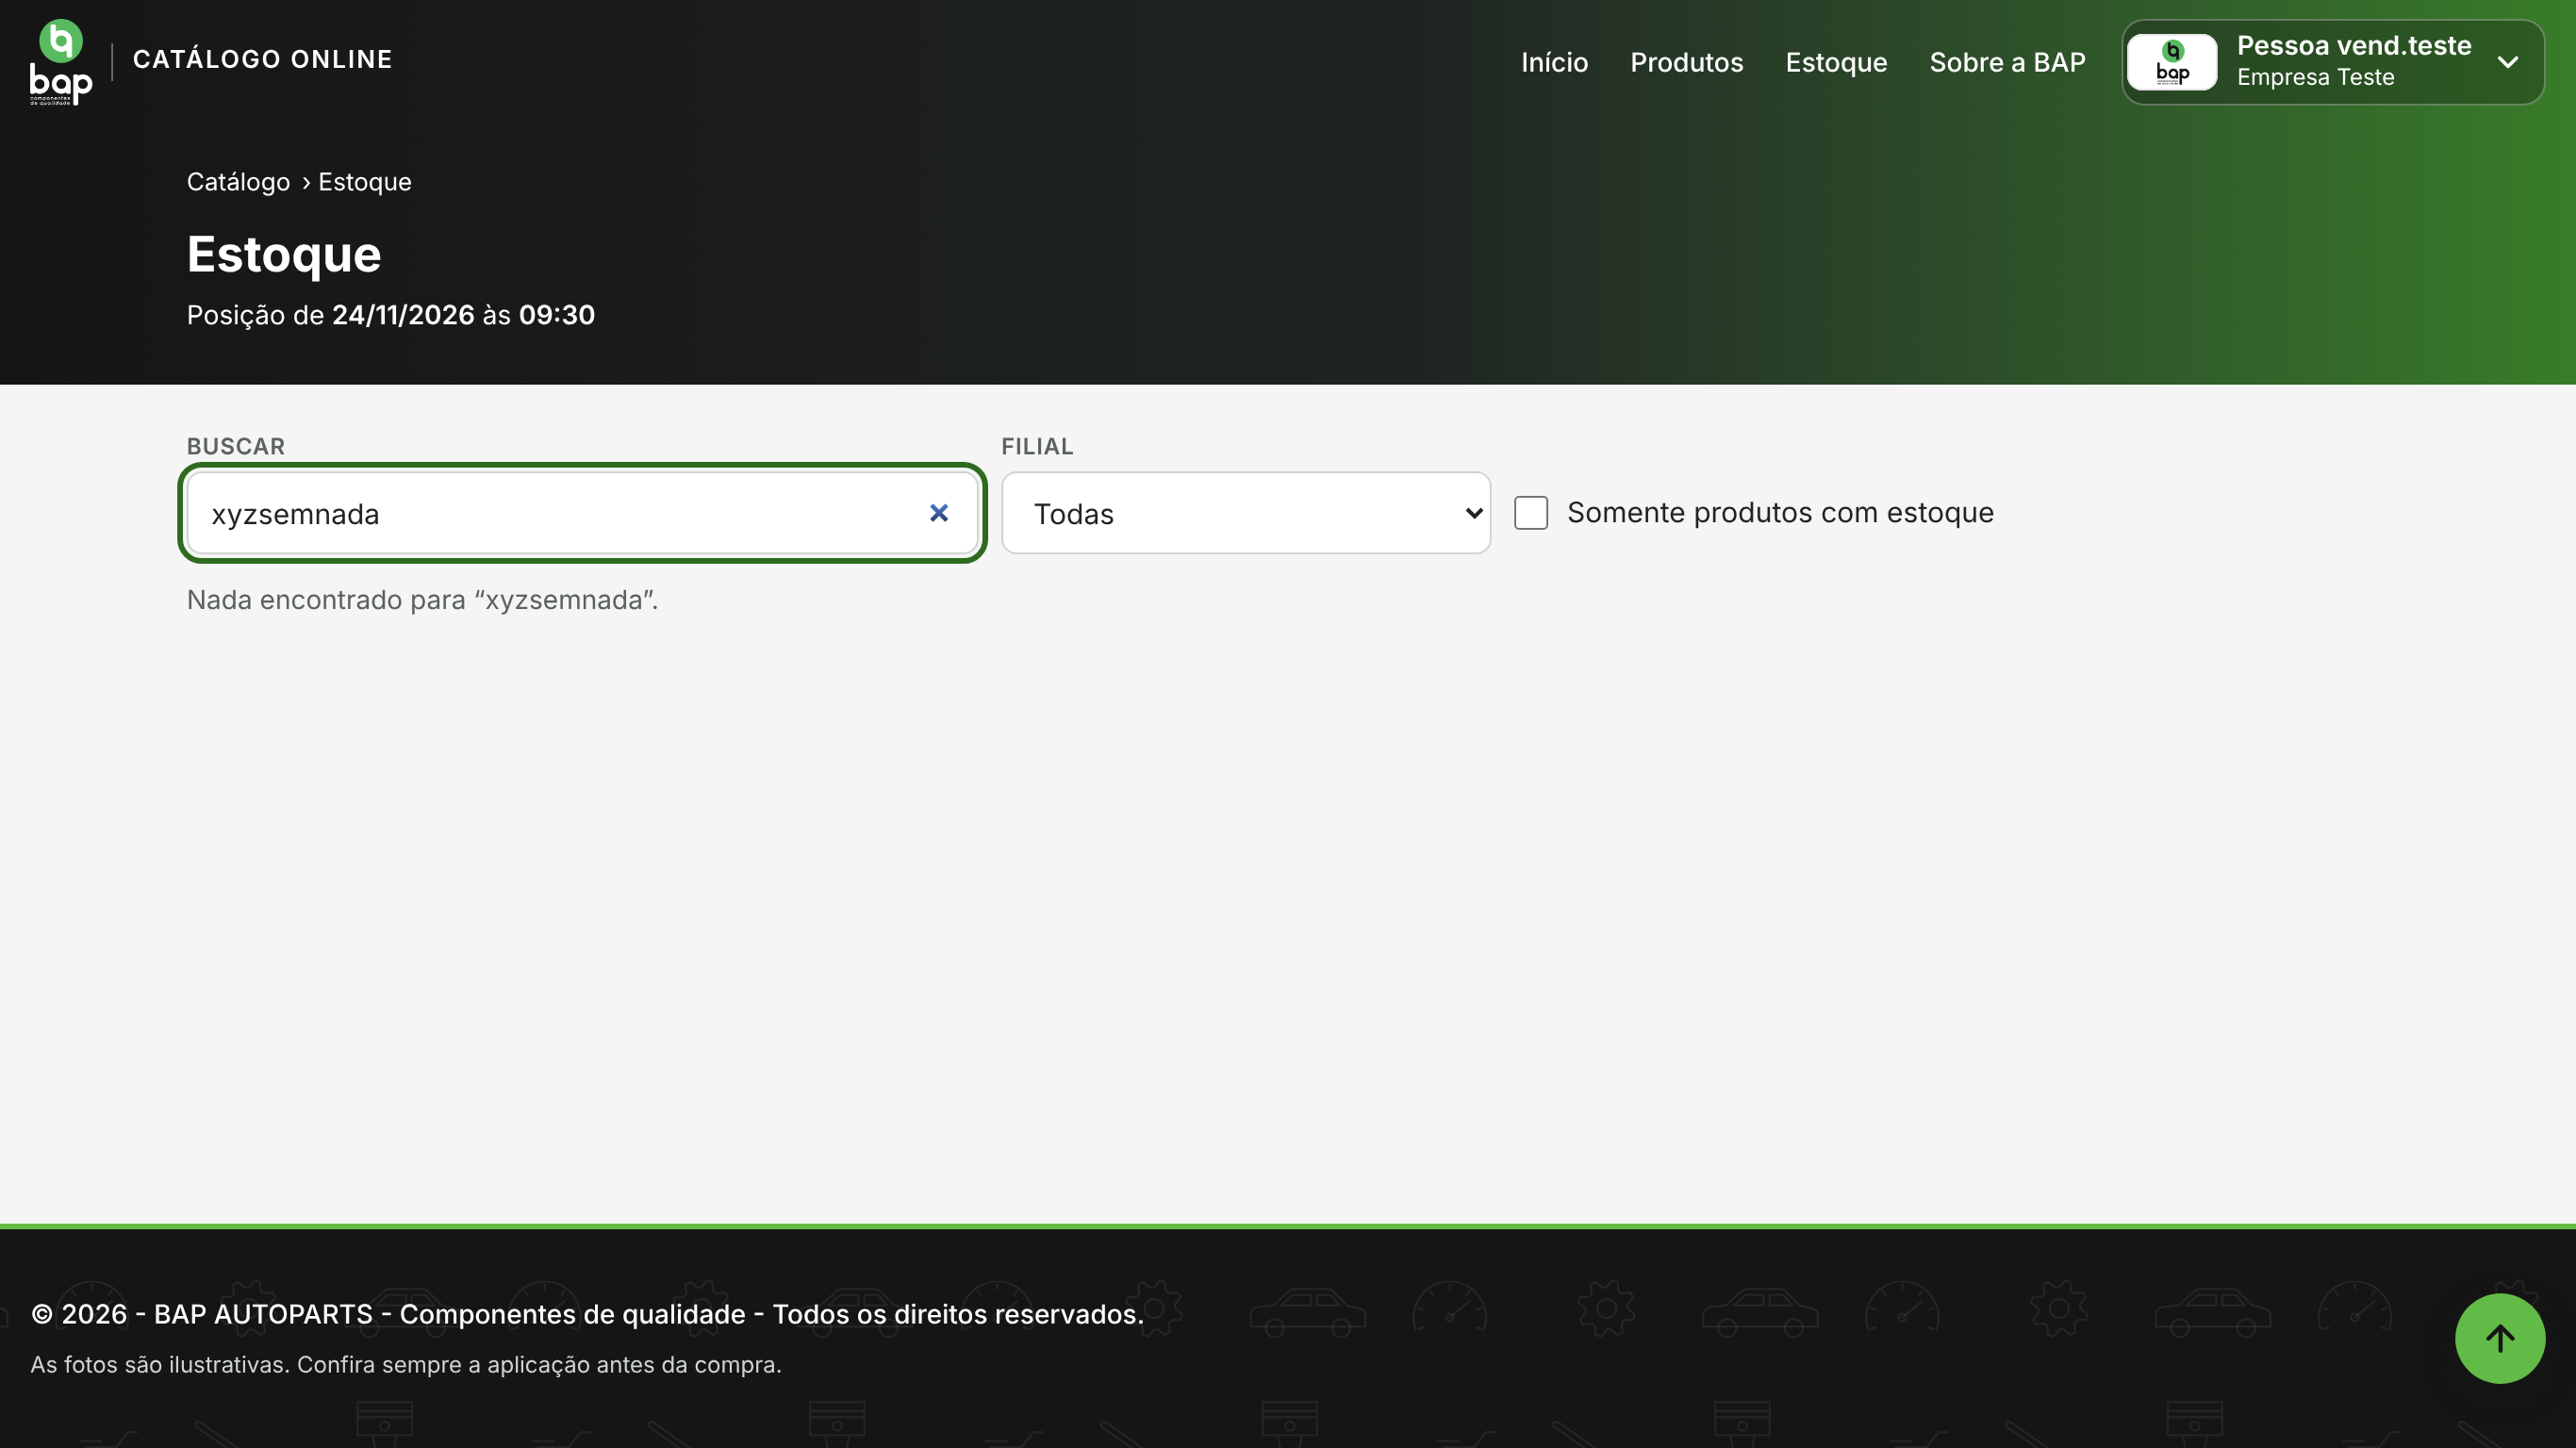 bap
componentes
de qualidade
CATÁLOGO ONLINE
Início
Produtos
Estoque
Sobre a BAP
bap
Pessoa vend.teste
Empresa Teste
Catálogo › Estoque
Estoque
Posição de 24/11/2026 às 09:30
BUSCAR
FILIAL
xyzsemnada
Todas
Somente produtos com estoque
Nada encontrado para “xyzsemnada”.
© 2026 - BAP AUTOPARTS - Componentes de qualidade - Todos os direitos reservados.
As fotos são ilustrativas. Confira sempre a aplicação antes da compra.